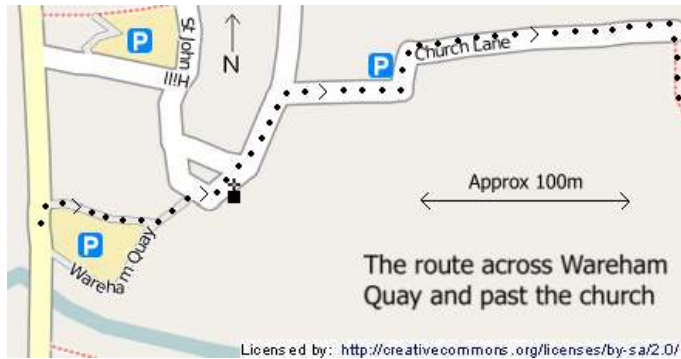 P
St John
Hill
N
P
Church Lane
Approx 100m
P
Wareham Quay
The route across Wareham
Quay and past the church
Licensed by: http://creativecommons.org/licenses/by-sa/2.0/